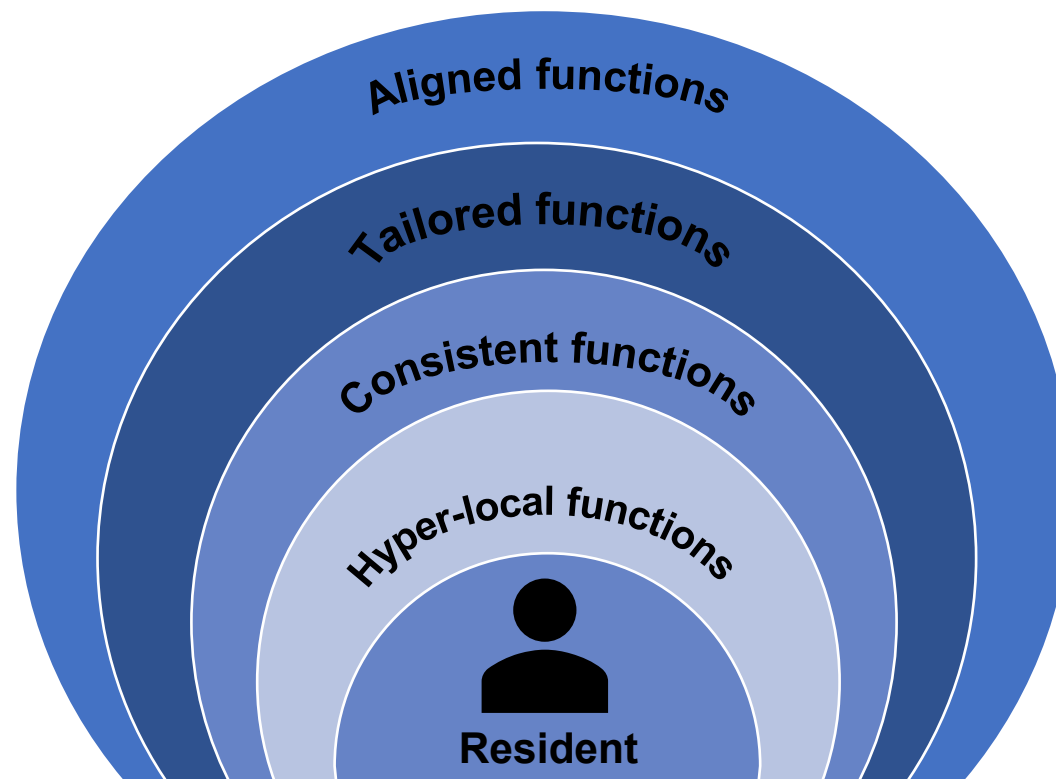 Aligned functions
Tailored functions
Consistent functions
Hyper-local functions
Resident